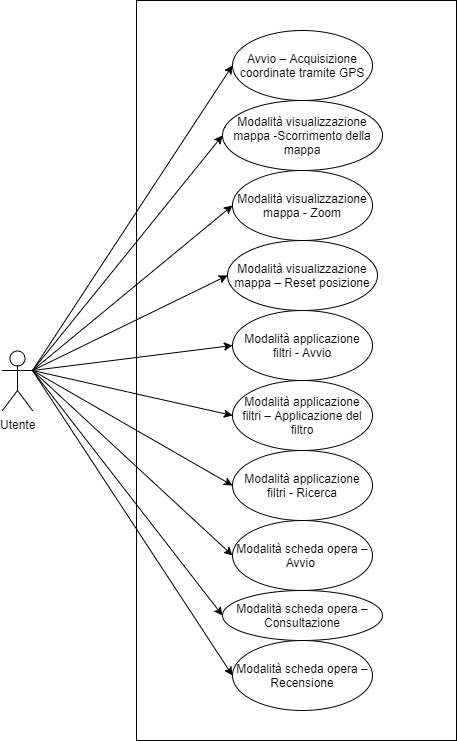 Avvio – Acquisizione
coordinate tramite GPS
Modalità visualizzazione
mappa -Scorrimento della
mappa
Modalità visualizzazione
mappa - Zoom
Modalità visualizzazione
mappa – Reset posizione
Modalità applicazione
filtri - Avvio
Modalità applicazione
filtri – Applicazione del
filtro
Modalità applicazione
filtri - Ricerca
Modalità scheda opera –
Avvio
Modalità scheda opera –
Consultazione
Modalità scheda opera –
Recensione
Utente